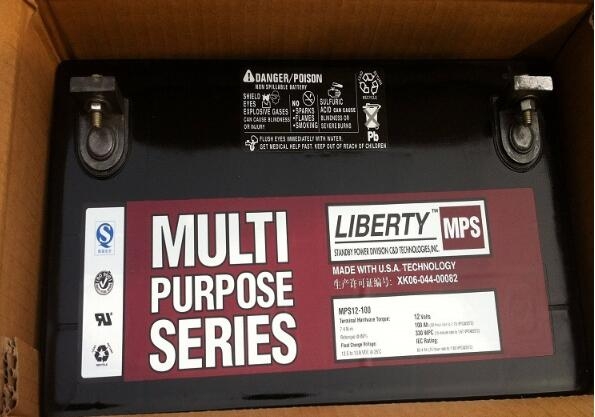 DANGER/POISON
NON SPILLABLE BATTERY
SHIELD
EYES
EXPLOSIVE GASES
CAN CAUSE BLINDNESS
OR INJURY
NO
•SPARKS
•FLAMES
•SMOKING
SULFURIC
ACID CAN CAUSE
BLINDNESS OR
SEVERE BURNS
RECYCLE
Pb
FLUSH EYES IMMEDIATELY WITH WATER
GET MEDICAL HELP FAST. KEEP OUT OF REACH OF CHILDREN
MULTI
PURPOSE
SERIES
LIBERTY™
MPS
STANDBY POWER DIVISION C&D TECHNOLOGIES, INC.
MADE WITH U.S.A. TECHNOLOGY
生产许可证编号: XK06-044-00082
MPS12-100
Terminal Hardware Torque:
Float Charge Voltage:
12 Volts
100 Ah
330 WPC
IEC Rating: